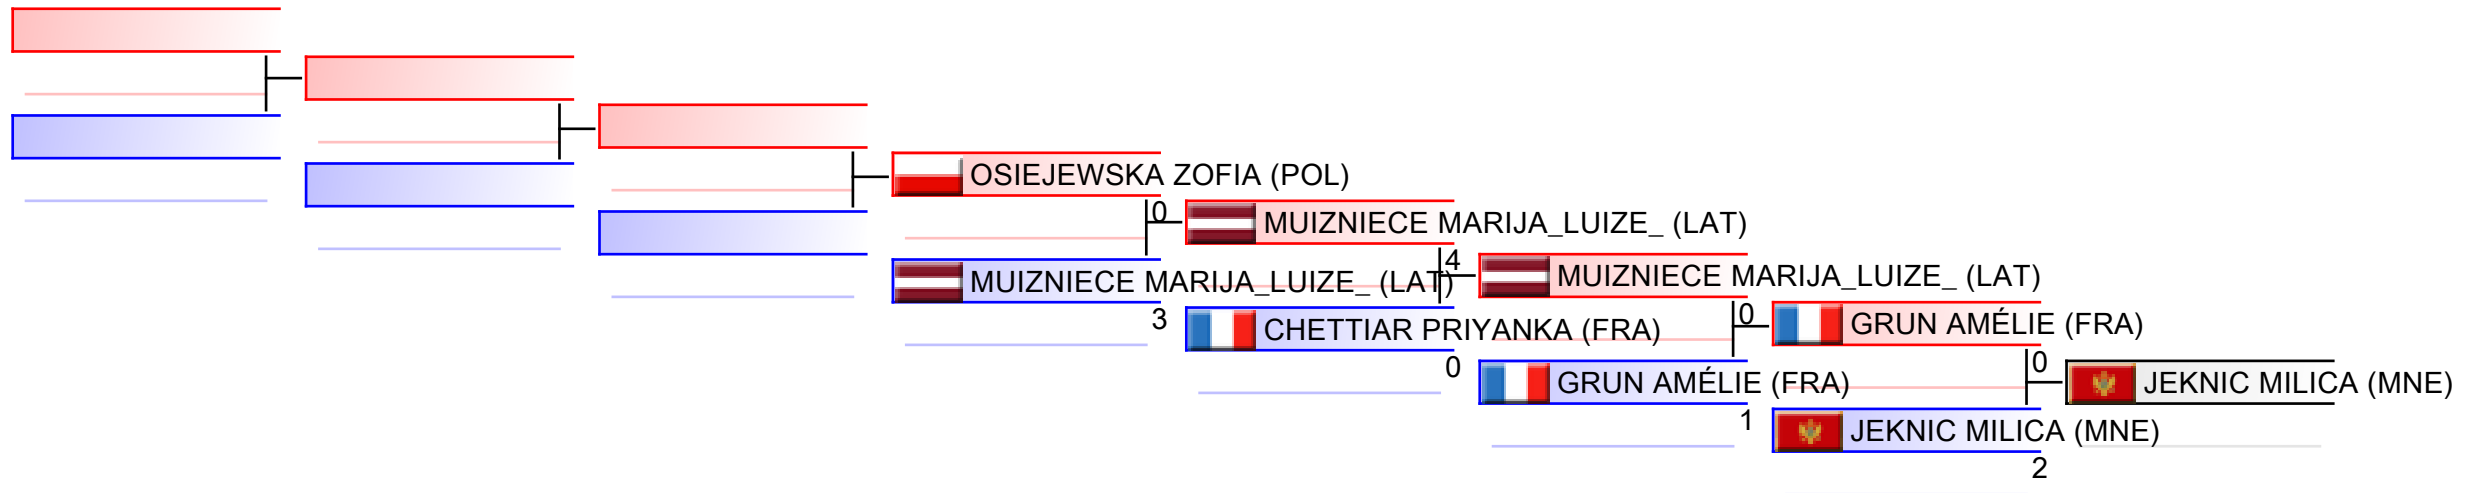 OSIEJEWSKA ZOFIA (POL)
0
MUIZNIECE MARIJA_LUIZE_ (LAT)
MUIZNIECE MARIJA_LUIZE_ (LAT)
3
4
CHETTIAR PRIYANKA (FRA)
0
MUIZNIECE MARIJA_LUIZE_ (LAT)
0
GRUN AMÉLIE (FRA)
1
GRUN AMÉLIE (FRA)
0
JEKNIC MILICA (MNE)
2
JEKNIC MILICA (MNE)